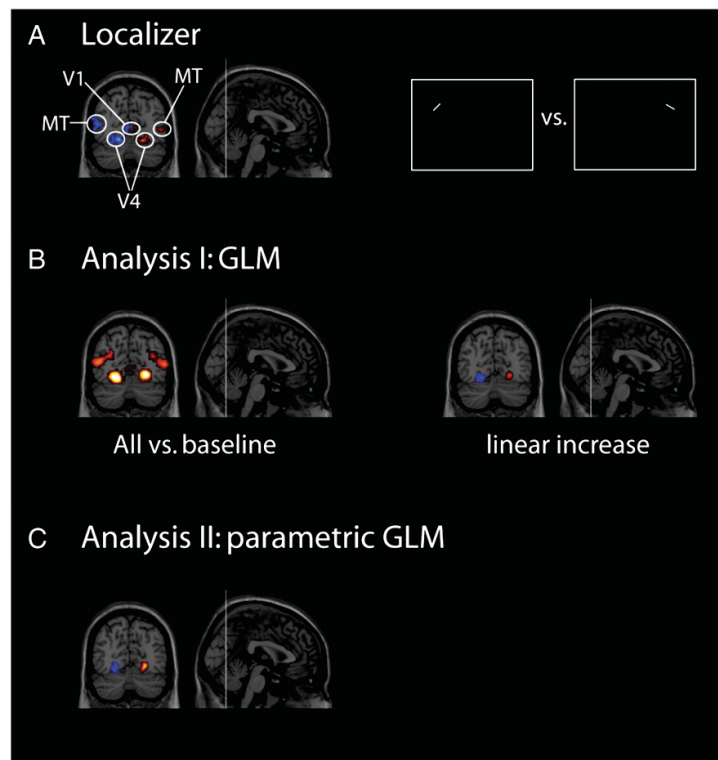 A Localizer
V1
MT
MT
V4
vs.
B Analysis I: GLM
All vs. baseline
linear increase
C Analysis II: parametric GLM